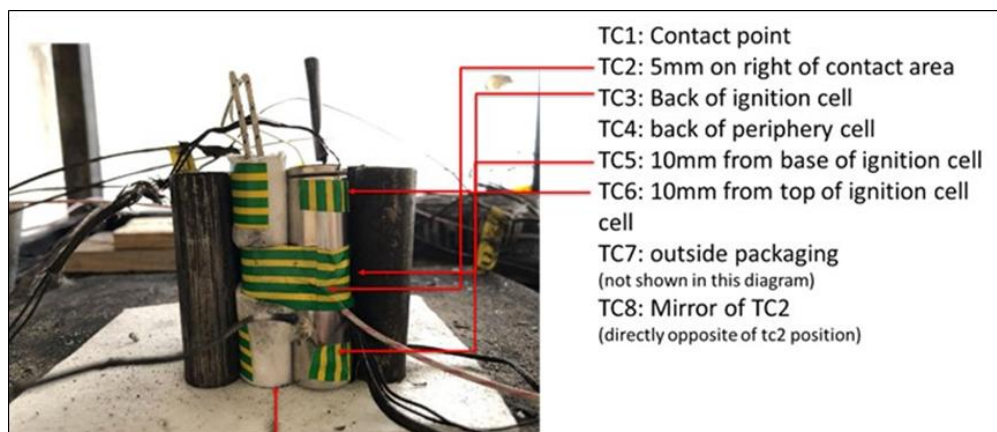 TC1: Contact point
TC2: 5mm on right of contact area
TC3: Back of ignition cell
TC4: back of periphery cell
TC5: 10mm from base of ignition cell
TC6: 10mm from top of ignition cell
cell
TC7: outside packaging
(not shown in this diagram)
TC8: Mirror of TC2
(directly opposite of tc2 position)